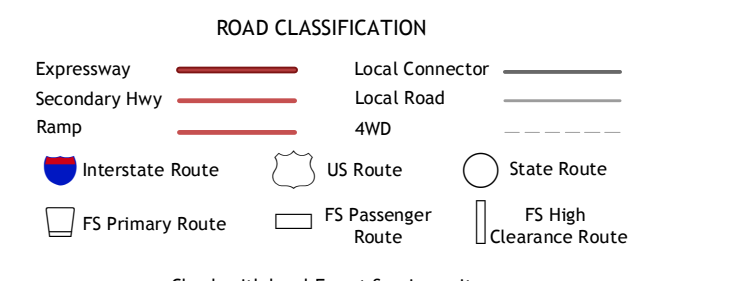 ROAD CLASSIFICATION
Expressway
Local Connector
Secondary Hwy
Local Road
Ramp
4WD
Interstate Route
US Route
State Route
FS Primary Route
FS Passenger
Route
FS High
Clearance Route